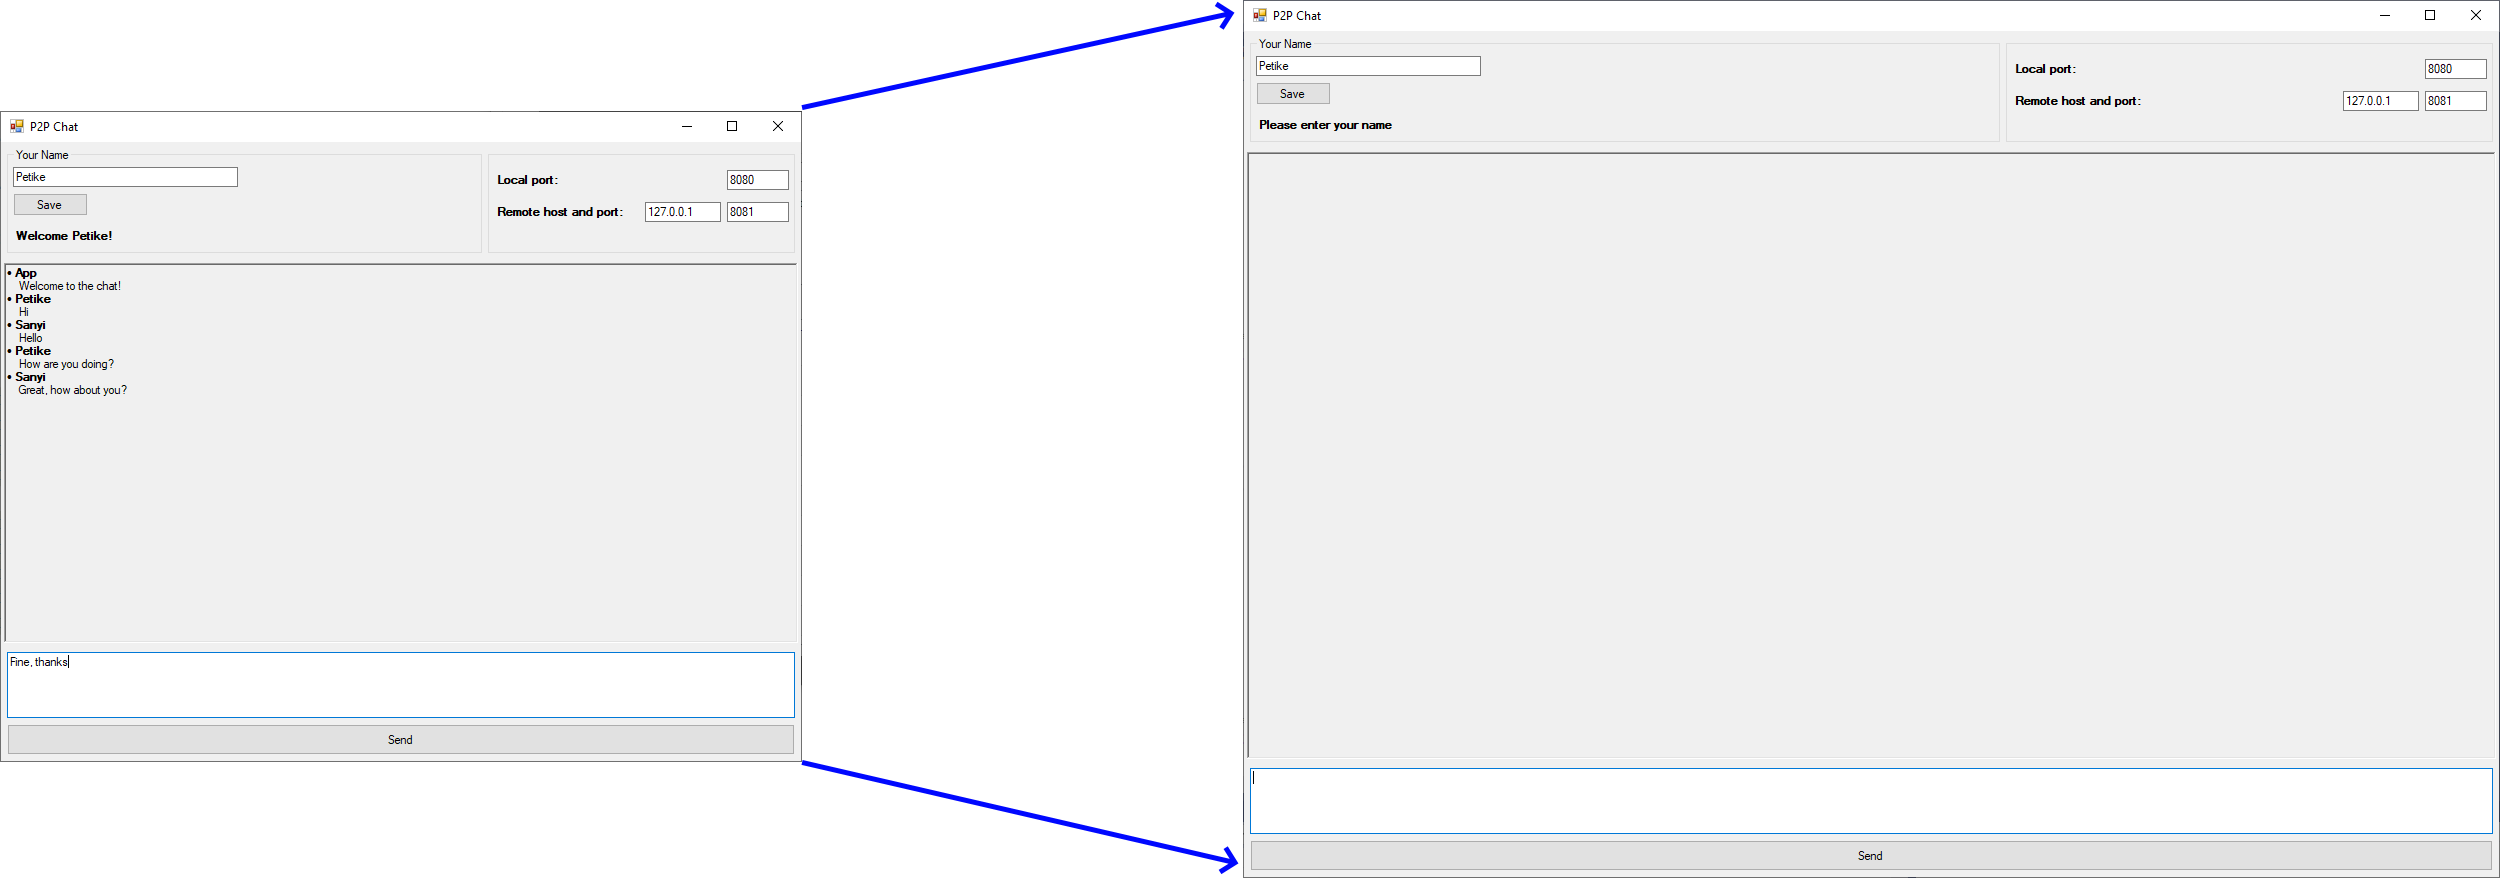 P2P Chat
Your Name
Petike
Save
Welcome Petike!
Local port: 8080
Remote host and port: 127.0.0.1 8081
• App
Welcome to the chat!
• Petike
Hi
• Sanyi
Hello
• Petike
How are you doing?
• Sanyi
Great, how about you?
Fine, thanks
Send
P2P Chat
Your Name
Petike
Save
Please enter your name
Local port: 8080
Remote host and port: 127.0.0.1 8081
Send